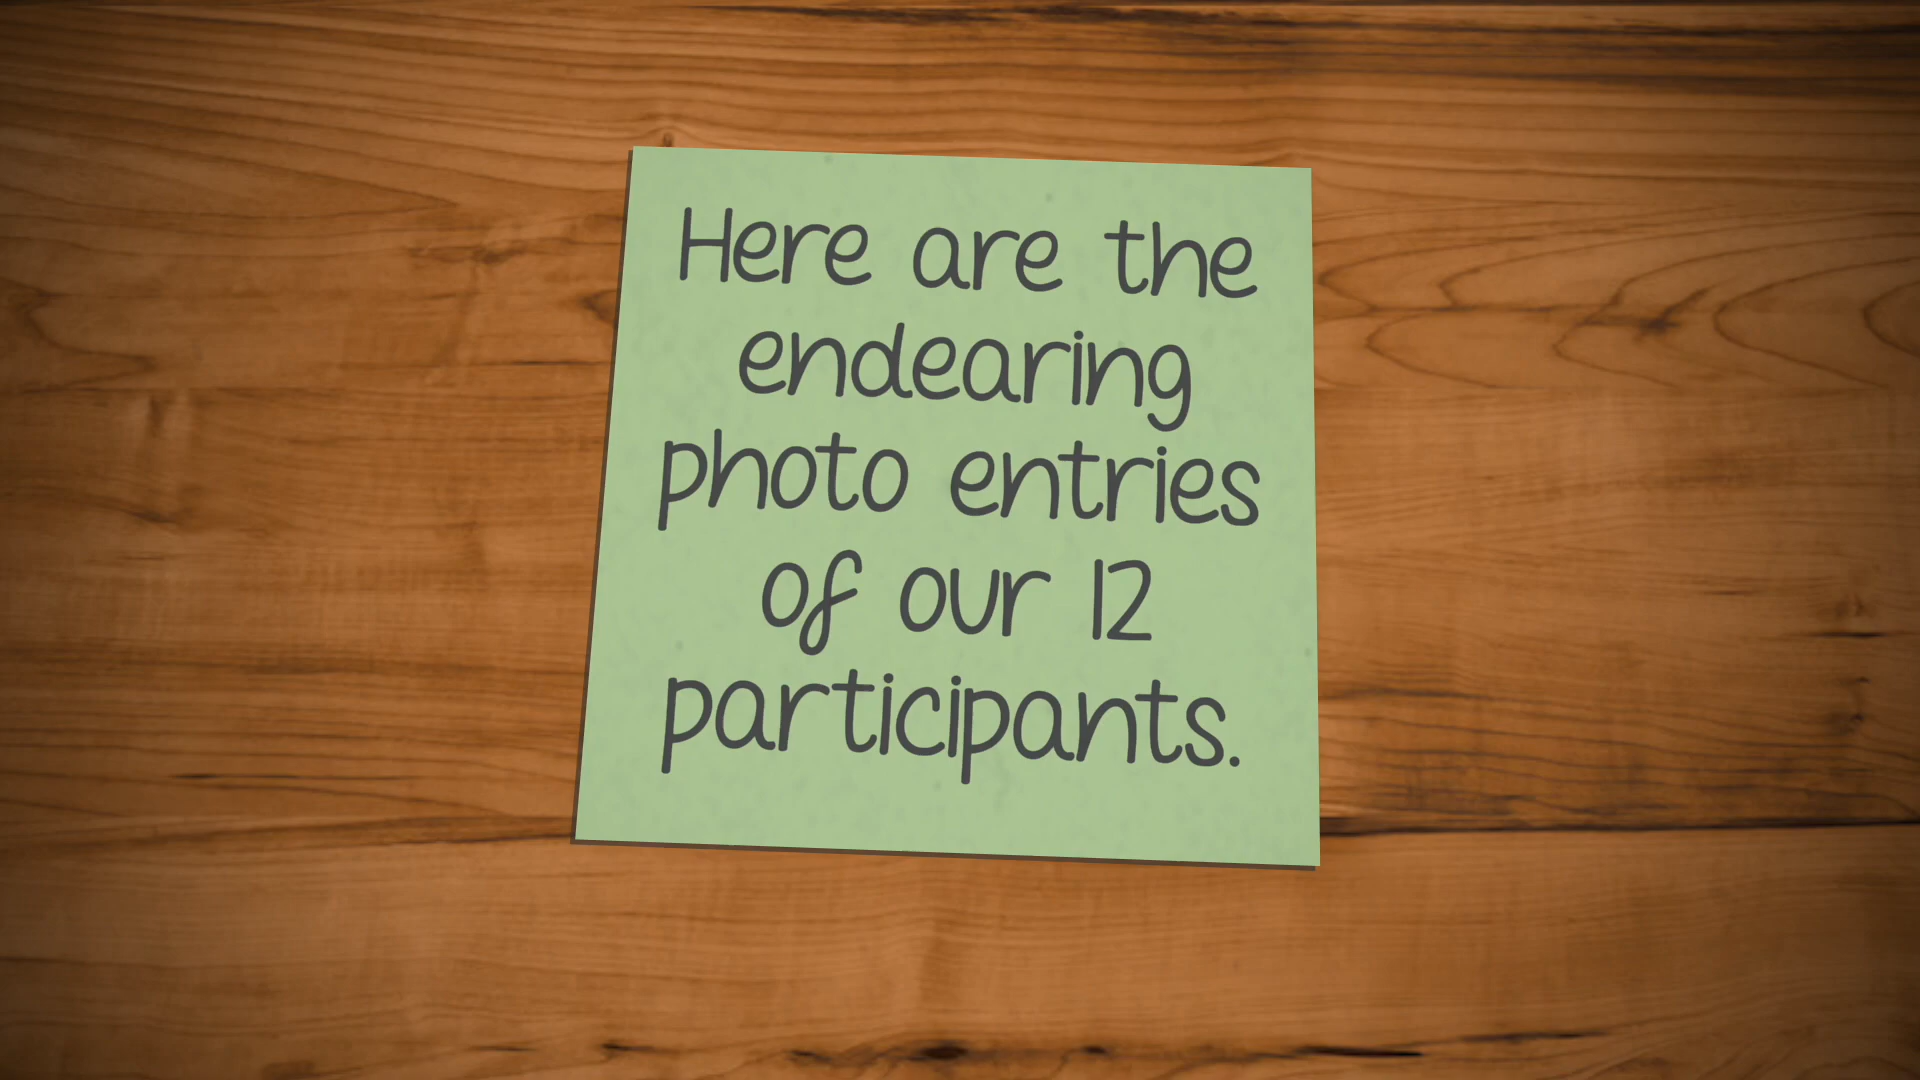 Here are the
endearing
photo entries
of our 12
participants.